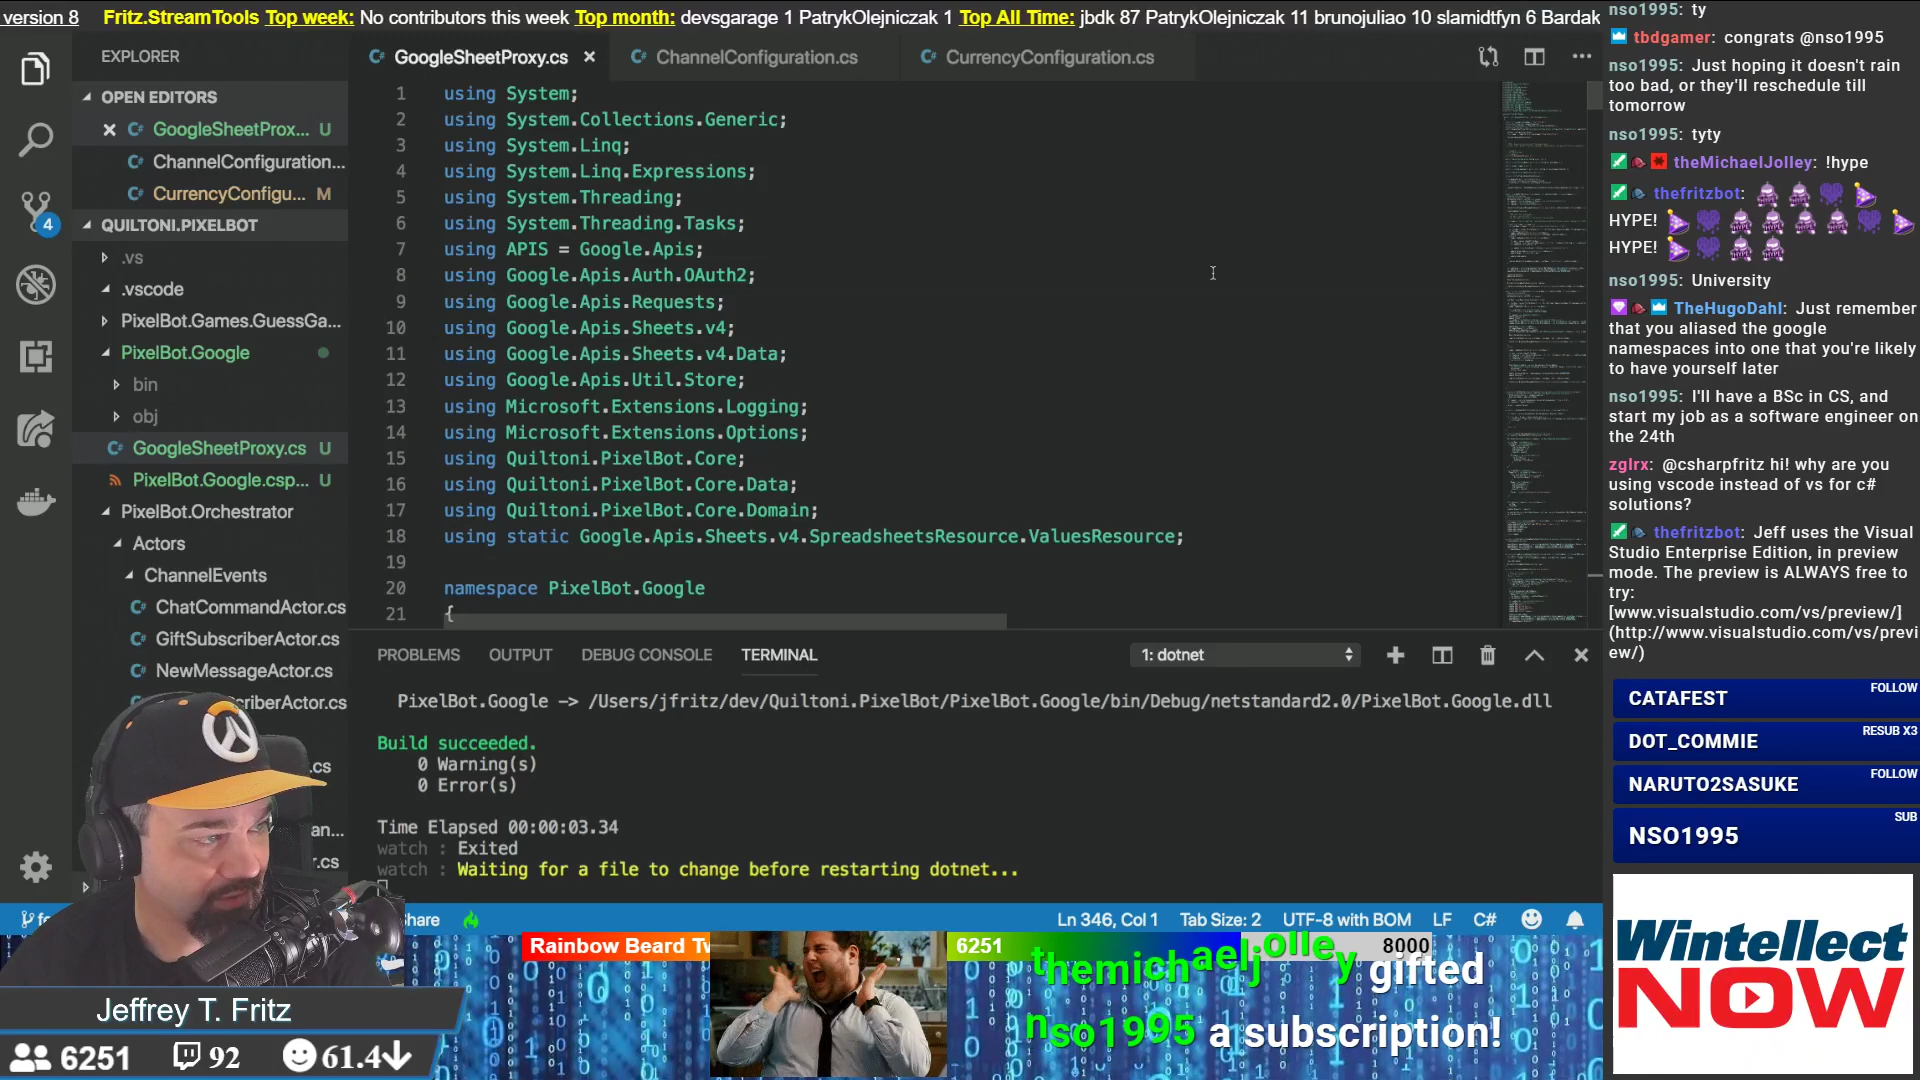 version 8 Fritz.StreamTools Top week: No contributors this week Top month: devsgarage 1 PatrykOlejniczak 1 Top All Time: jbdk 87 PatrykOlejniczak 11 brunojuliao 10 slamidtfyn 6 Bardak
EXPLORER
OPEN EDITORS
GoogleSheetProx... U
ChannelConfiguration...
CurrencyConfigu... M
QUILTONI.PIXELBOT
.vs
.vscode
PixelBot.Games.GuessGa...
PixelBot.Google
bin
obj
GoogleSheetProxy.cs U
PixelBot.Google.csp... U
PixelBot.Orchestrator
Actors
ChannelEvents
ChatCommandActor.cs
GiftSubscriberActor.cs
NewMessageActor.cs
criberActor.cs
.cs
an...
r.cs
4
GoogleSheetProxy.cs
ChannelConfiguration.cs
CurrencyConfiguration.cs
1 using System;
2 using System.Collections.Generic;
3 using System.Linq;
4 using System.Linq.Expressions;
5 using System.Threading;
6 using System.Threading.Tasks;
7 using APIS = Google.Apis;
8 using Google.Apis.Auth.OAuth2;
9 using Google.Apis.Requests;
10 using Google.Apis.Sheets.v4;
11 using Google.Apis.Sheets.v4.Data;
12 using Google.Apis.Util.Store;
13 using Microsoft.Extensions.Logging;
14 using Microsoft.Extensions.Options;
15 using Quiltoni.PixelBot.Core;
16 using Quiltoni.PixelBot.Core.Data;
17 using Quiltoni.PixelBot.Core.Domain;
18 using static Google.Apis.Sheets.v4.SpreadsheetsResource.ValuesResource;
19
20 namespace PixelBot.Google
21 {
PROBLEMS OUTPUT DEBUG CONSOLE TERMINAL 1: dotnet
PixelBot.Google -> /Users/jfritz/dev/Quiltoni.PixelBot/PixelBot.Google/bin/Debug/netstandard2.0/PixelBot.Google.dll
Build succeeded.
0 Warning(s)
0 Error(s)
Time Elapsed 00:00:03.34
watch : Exited
watch : Waiting for a file to change before restarting dotnet...
fe hare Ln 346, Col 1 Tab Size: 2 UTF-8 with BOM LF C#
nso1995: ty
tbdgamer: congrats @nso1995
nso1995: Just hoping it doesn't rain
too bad, or they'll reschedule till
tomorrow
nso1995: tyty
theMichaelJolley: !hype
thefritzbot:
HYPE!
HYPE!
nso1995: University
TheHugoDahl: Just remember
that you aliased the google
namespaces into one that you're likely
to have yourself later
nso1995: I'll have a BSc in CS, and
start my job as a software engineer on
the 24th
zglrx: @csharpfritz hi! why are you
using vscode instead of vs for c#
solutions?
thefritzbot: Jeff uses the Visual
Studio Enterprise Edition, in preview
mode. The preview is ALWAYS free to
try:
[www.visualstudio.com/vs/preview/]
(http://www.visualstudio.com/vs/previ
ew/)
CATAFEST FOLLOW
DOT_COMMIE RESUB X3
NARUTO2SASUKE FOLLOW
NSO1995 SUB
Wintellect
NOW
Rainbow Beard Tw
6251 8000
themichaeljolley gifted
nso1995 a subscription!
Jeffrey T. Fritz
6251 92 61.4